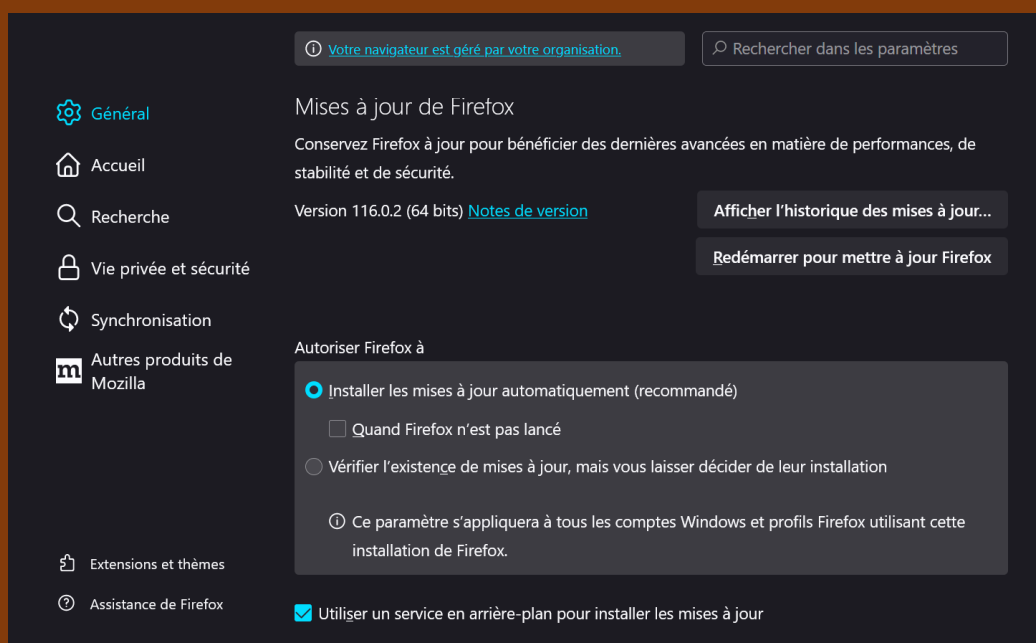 Votre navigateur est géré par votre organisation.
Rechercher dans les paramètres
Général
Accueil
Recherche
Vie privée et sécurité
Synchronisation
m
Autres produits de
Mozilla
Extensions et thèmes
Assistance de Firefox
Mises à jour de Firefox
Conservez Firefox à jour pour bénéficier des dernières avancées en matière de performances, de
stabilité et de sécurité.
Version 116.0.2 (64 bits) Notes de version
Afficher l’historique des mises à jour...
Redémarrer pour mettre à jour Firefox
Autoriser Firefox à
Installer les mises à jour automatiquement (recommandé)
Quand Firefox n’est pas lancé
Vérifier l’existence de mises à jour, mais vous laisser décider de leur installation
Ce paramètre s’appliquera à tous les comptes Windows et profils Firefox utilisant cette
installation de Firefox.
Utiliser un service en arrière-plan pour installer les mises à jour